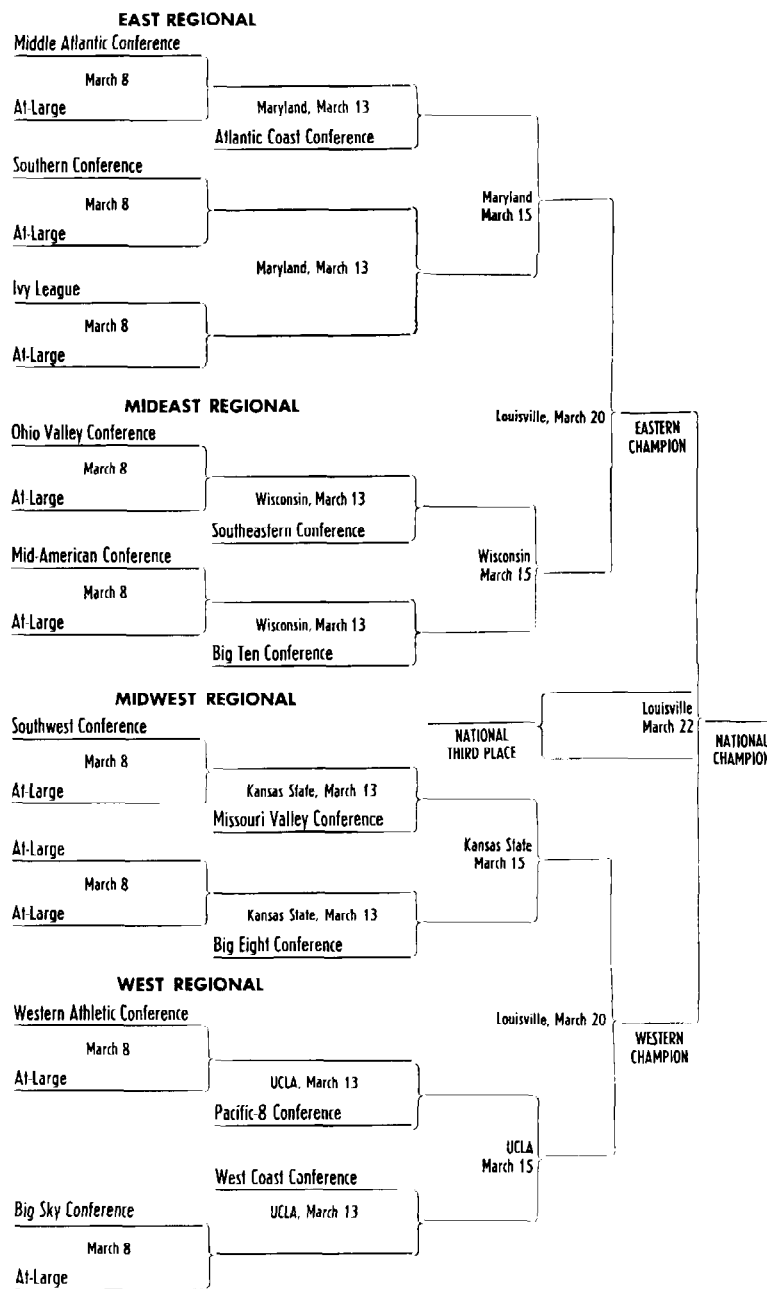 EAST REGIONAL
Middle Atlantic Conference
March 8
At-Large
Maryland, March 13
Atlantic Coast Conference
Southern Conference
March 8
At-Large
Maryland, March 13
Ivy League
March 8
At-Large
Maryland
March 15
MIDEAST REGIONAL
Ohio Valley Conference
March 8
At-Large
Wisconsin, March 13
Southeastern Conference
Mid-American Conference
March 8
At-Large
Wisconsin, March 13
Big Ten Conference
Wisconsin
March 15
Louisville, March 20
EASTERN
CHAMPION
MIDWEST REGIONAL
Southwest Conference
March 8
At-Large
Kansas State, March 13
Missouri Valley Conference
At-Large
March 8
At-Large
Kansas State, March 13
Big Eight Conference
Kansas State
March 15
NATIONAL
THIRD PLACE
Louisville
March 22
NATIONAL
CHAMPION
WEST REGIONAL
Western Athletic Conference
March 8
At-Large
UCLA, March 13
Pacific-8 Conference
West Coast Conference
UCLA, March 13
Big Sky Conference
March 8
At-Large
UCLA
March 15
Louisville, March 20
WESTERN
CHAMPION